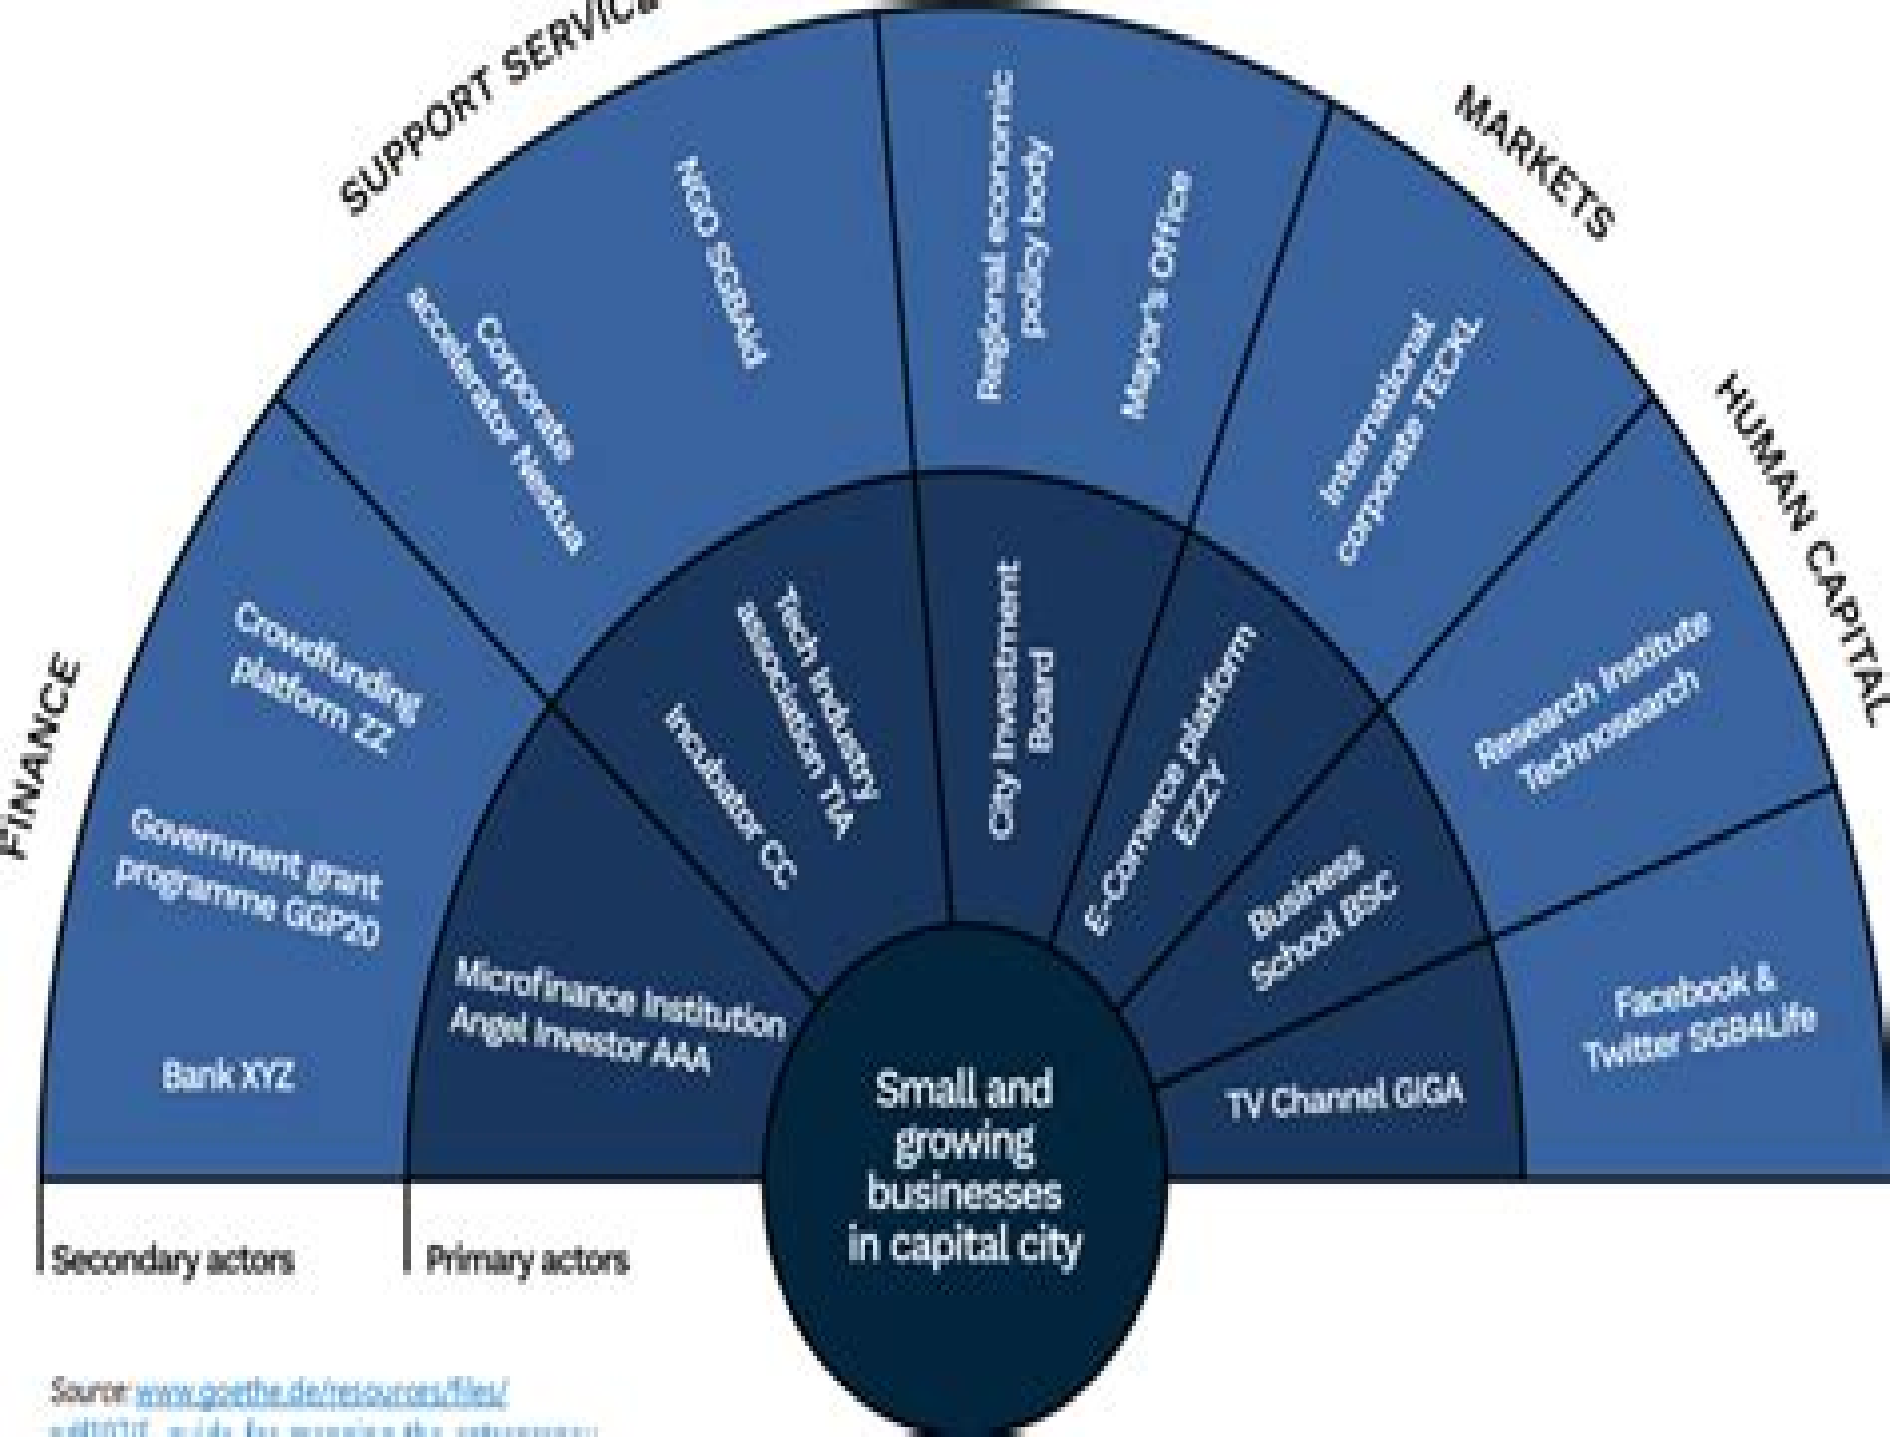 SUPPORT SERVICE
MARKETS
HUMAN CAPITAL
FINANCE
NGO SGBAid
Corporate
accelerator Nestua
Regional economic
policy body
Mayor's Office
International
corporate TECKL
Crowdfunding
platform ZZ
Government grant
programme GGP20
Bank XYZ
Research Institute
Technosearch
Facebook &
Twitter SGB4Life
Tech Industry
association TIA
Incubator CC
City Investment
Board
E-Comerce platform
EZZY
Business
School BSC
Microfinance Institution
Angel Investor AAA
TV Channel GIGA
Small and
growing
businesses
in capital city
Secondary actors
Primary actors
Source www.goethe.de/resources/files/